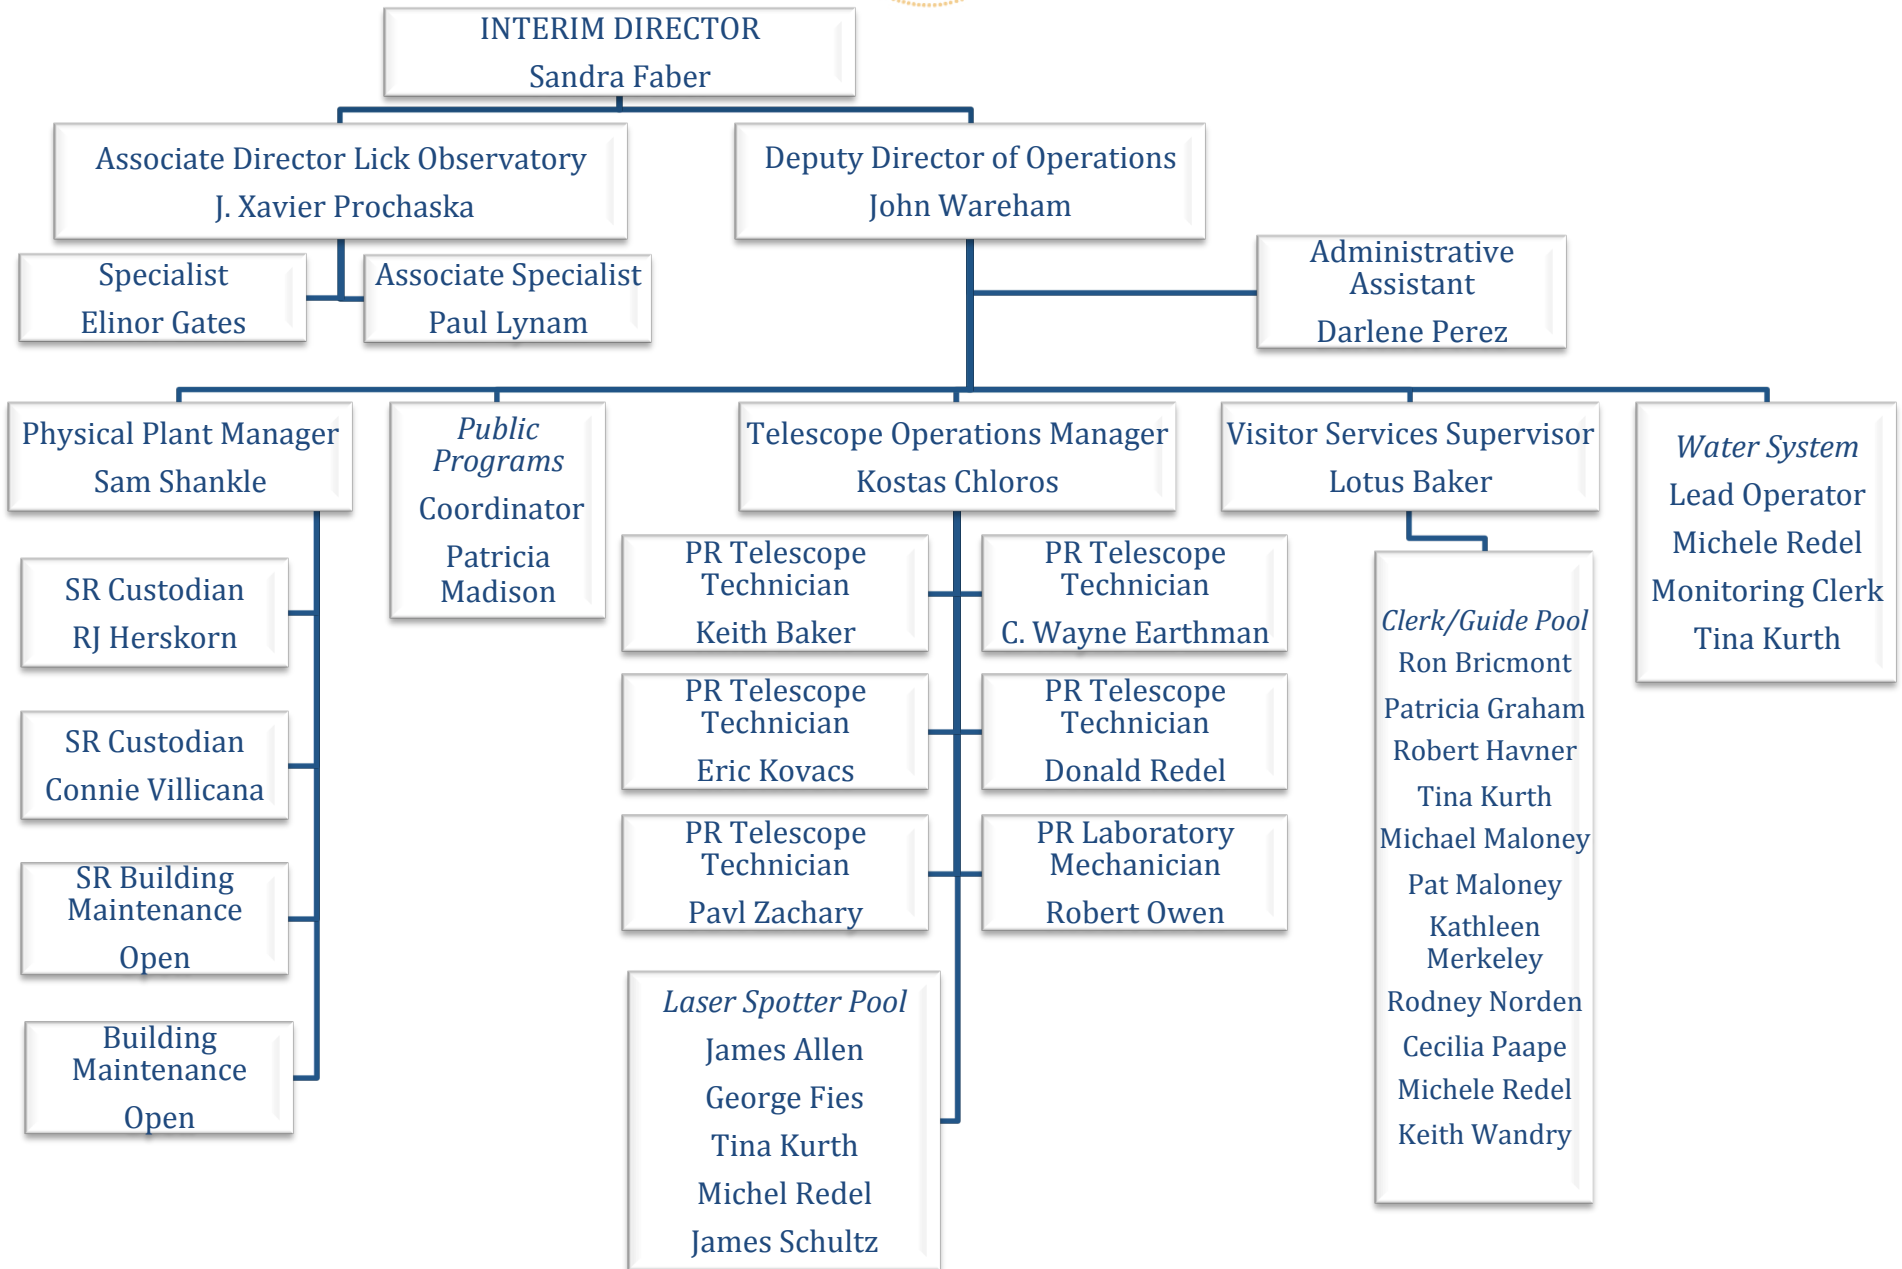 INTERIM DIRECTOR
Sandra Faber
Associate Director Lick Observatory
J. Xavier Prochaska
Deputy Director of Operations
John Wareham
Specialist
Elinor Gates
Associate Specialist
Paul Lynam
Administrative
Assistant
Darlene Perez
Physical Plant Manager
Sam Shankle
Public
Programs
Coordinator
Patricia
Madison
Telescope Operations Manager
Kostas Chloros
Visitor Services Supervisor
Lotus Baker
Water System
Lead Operator
Michele Redel
Monitoring Clerk
Tina Kurth
SR Custodian
RJ Herskorn
SR Custodian
Connie Villicana
SR Building
Maintenance
Open
Building
Maintenance
Open
PR Telescope
Technician
Keith Baker
PR Telescope
Technician
C. Wayne Earthman
PR Telescope
Technician
Eric Kovacs
PR Telescope
Technician
Donald Redel
PR Telescope
Technician
Pavl Zachary
PR Laboratory
Mechanician
Robert Owen
Laser Spotter Pool
James Allen
George Fies
Tina Kurth
Michel Redel
James Schultz
Clerk/Guide Pool
Ron Bricmont
Patricia Graham
Robert Havner
Tina Kurth
Michael Maloney
Pat Maloney
Kathleen
Merkeley
Rodney Norden
Cecilia Paape
Michele Redel
Keith Wandry